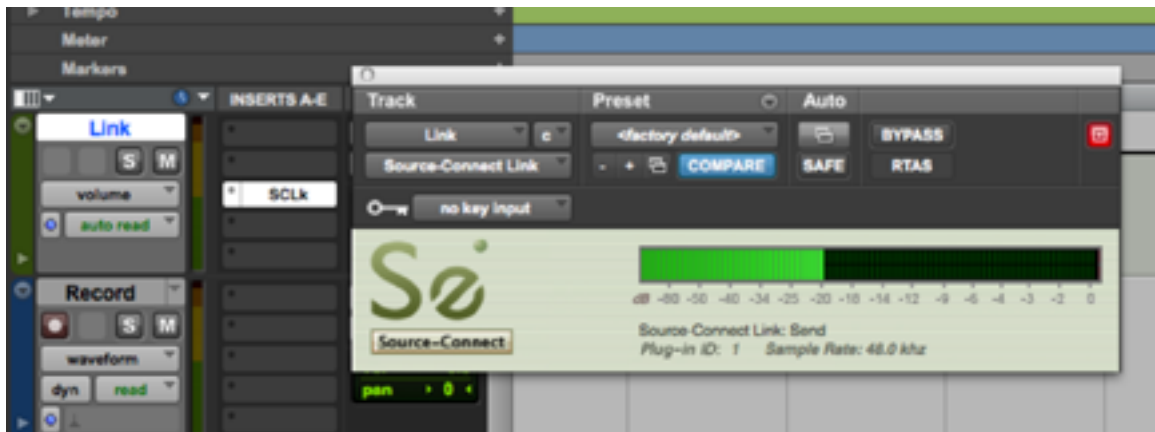 Tempo
Meter
Markers
INSERTS A-E
Link
S M
volume
auto read
SCLk
Record
S M
waveform
dyn read
pan 0
Track Preset Auto
Link c <factory default> BYPASS
Source-Connect Link - + COMPARE SAFE RTAS
no key input
Se
Source-Connect
dB -60 -50 -40 -34 -25 -20 -16 -14 -12 -9 -6 -4 -3 -2 0
Source-Connect Link: Send
Plug-in ID: 1 Sample Rate: 48.0 khz